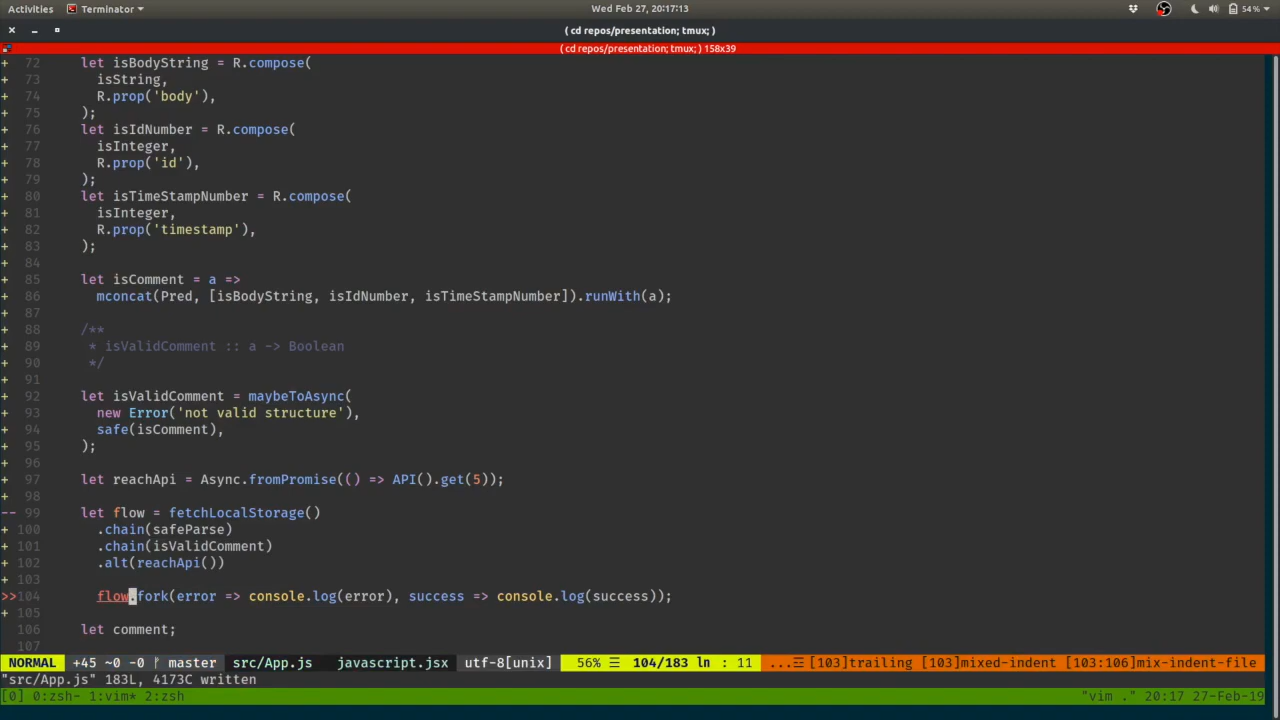 Activities Terminator Wed Feb 27, 20:17:13 54 %
( cd repos/presentation; tmux; )
( cd repos/presentation; tmux; ) 158x39
+ 72 let isBodyString = R.compose(
+ 73 isString,
+ 74 R.prop('body'),
+ 75 );
+ 76 let isIdNumber = R.compose(
+ 77 isInteger,
+ 78 R.prop('id'),
+ 79 );
+ 80 let isTimeStampNumber = R.compose(
+ 81 isInteger,
+ 82 R.prop('timestamp'),
+ 83 );
+ 84
+ 85 let isComment = a =>
+ 86 mconcat(Pred, [isBodyString, isIdNumber, isTimeStampNumber]).runWith(a);
+ 87
+ 88 /**
+ 89 * isValidComment :: a -> Boolean
+ 90 */
+ 91
+ 92 let isValidComment = maybeToAsync(
+ 93 new Error('not valid structure'),
+ 94 safe(isComment),
+ 95 );
+ 96
+ 97 let reachApi = Async.fromPromise(() => API().get(5));
+ 98
-- 99 let flow = fetchLocalStorage()
+ 100 .chain(safeParse)
+ 101 .chain(isValidComment)
+ 102 .alt(reachApi())
+ 103
>>104 flow.fork(error => console.log(error), success => console.log(success));
+ 105
106 let comment;
107
NORMAL +45 ~0 -0 master src/App.js javascript.jsx utf-8[unix] 56% ☰ 104/183 ln : 11 ...☲ [103]trailing [103]mixed-indent [103:106]mix-indent-file
"src/App.js" 183L, 4173C written
[0] 0:zsh- 1:vim* 2:zsh "vim ." 20:17 27-Feb-19